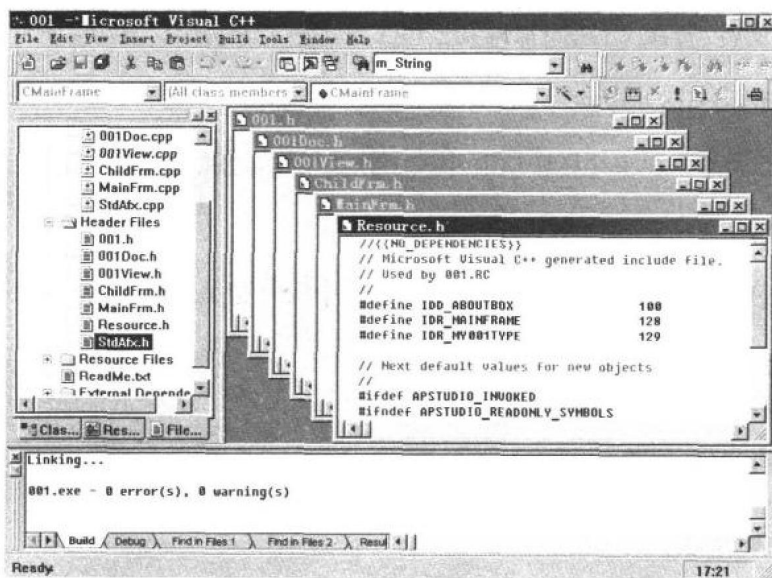 001 - Microsoft Visual C++
File Edit View Insert Project Build Tools Window Help
m_String
CMainFrame
(All class members
CMainFrame
001Doc.cpp
001View.cpp
ChildFrm.cpp
MainFrm.cpp
StdAfx.cpp
Header Files
001.h
001Doc.h
001View.h
ChildFrm.h
MainFrm.h
Resource.h
StdAfx.h
Resource Files
ReadMe.txt
External Depende
Clas...
Res...
File...
001.h
001Doc.h
001View.h
ChildFrm.h
MainFrm.h
Resource.h
//{{NO_DEPENDENCIES}}
// Microsoft Visual C++ generated include file.
// Used by 001.RC
//
#define IDD_ABOUTBOX 100
#define IDR_MAINFRAME 128
#define IDR_MY001TYPE 129
// Next default values for new objects
//
#ifdef APSTUDIO_INVOKED
#ifndef APSTUDIO_READONLY_SYMBOLS
Linking...
001.exe - 0 error(s), 0 warning(s)
Build
Debug
Find in Files 1
Find in Files 2
Resul
Ready
17:21